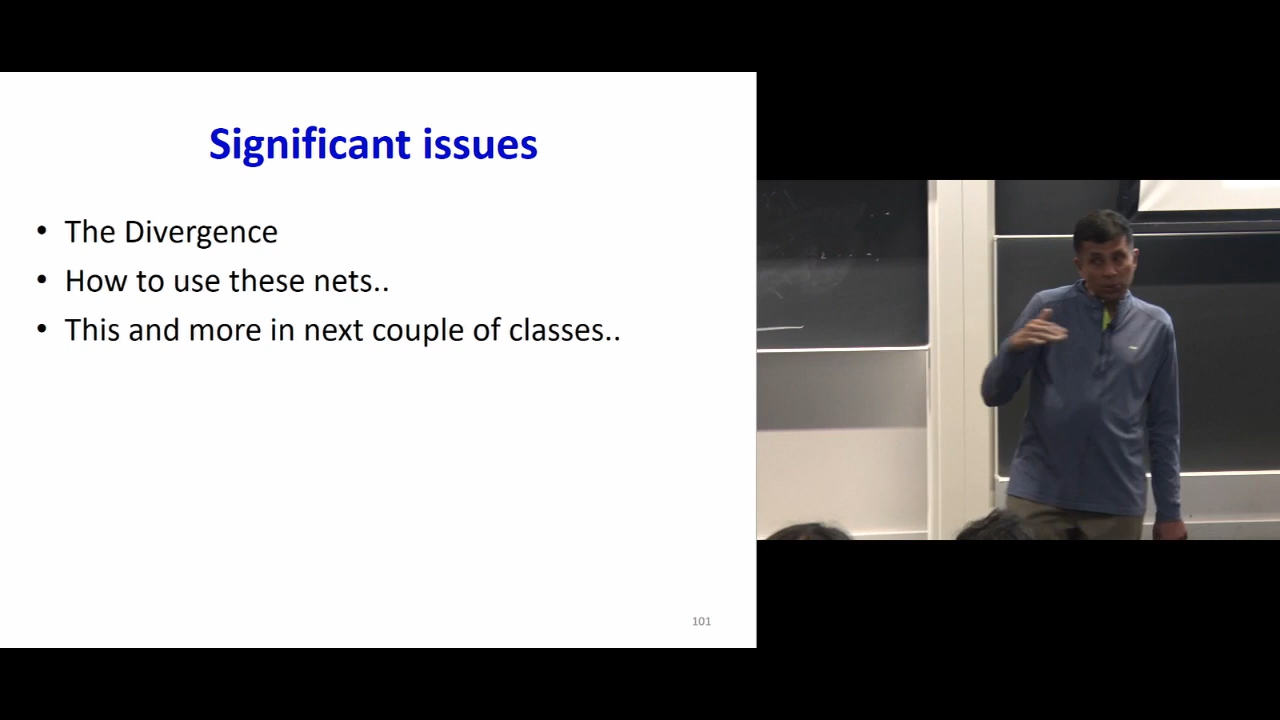 Significant issues
• The Divergence
• How to use these nets..
• This and more in next couple of classes..
101